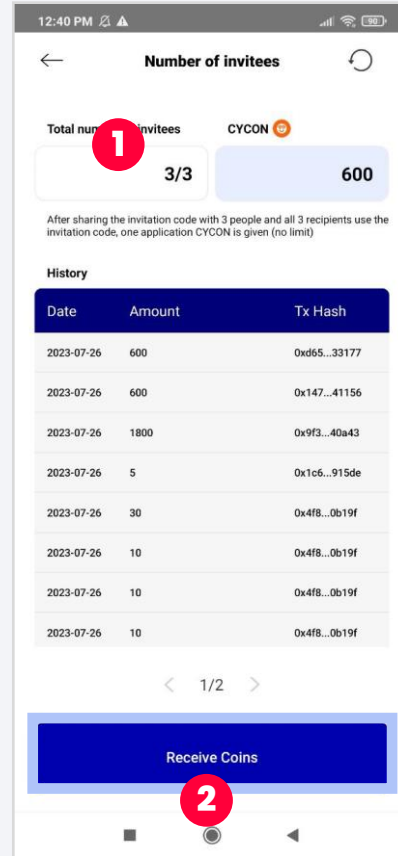 12:40 PM 90
Number of invitees
Total num invitees CYCON
1
3/3 600
After sharing the invitation code with 3 people and all 3 recipients use the
invitation code, one application CYCON is given (no limit)
History
Date Amount Tx Hash
2023-07-26 600 0xd65...33177
2023-07-26 600 0x147...41156
2023-07-26 1800 0x9f3...40a43
2023-07-26 5 0x1c6...915de
2023-07-26 30 0x4f8...0b19f
2023-07-26 10 0x4f8...0b19f
2023-07-26 10 0x4f8...0b19f
2023-07-26 10 0x4f8...0b19f
< 1/2 >
Receive Coins
2